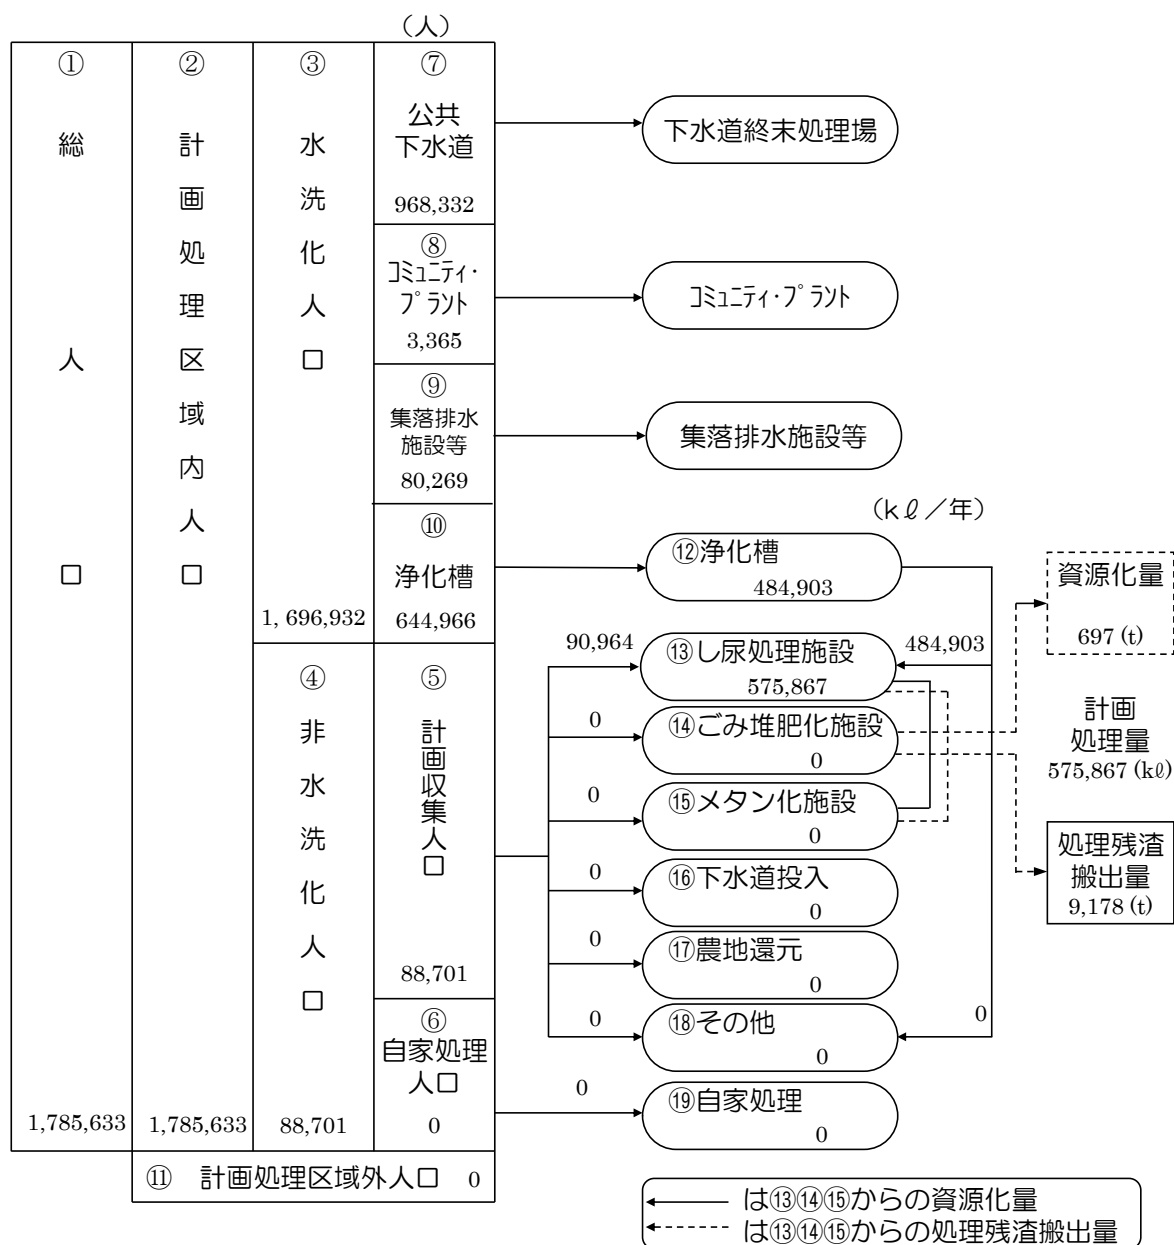 (人)
①
総
人
口
1,785,633
②
計
画
処
理
区
域
内
人
口
1,785,633
③
水
洗
化
人
口
1,696,932
④
非
水
洗
化
人
口
88,701
⑦
公共
下水道
968,332
⑧
コミュニティ・
プラント
3,365
⑨
集落排水
施設等
80,269
⑩
浄化槽
644,966
⑤
計
画
収
集
人
口
88,701
⑥
自家処理
人口
0
⑪ 計画処理区域外人口 0
下水道終末処理場
コミュニティ・プラント
集落排水施設等
(kℓ/年)
⑫浄化槽
484,903
90,964
⑬し尿処理施設
575,867
484,903
0
⑭ごみ堆肥化施設
0
0
⑮メタン化施設
0
0
⑯下水道投入
0
0
⑰農地還元
0
0
⑱その他
0
0
0
⑲自家処理
0
資源化量
697 (t)
計画
処理量
575,867 (kℓ)
処理残渣
搬出量
9,178 (t)
は⑬⑭⑮からの資源化量
は⑬⑭⑮からの処理残渣搬出量